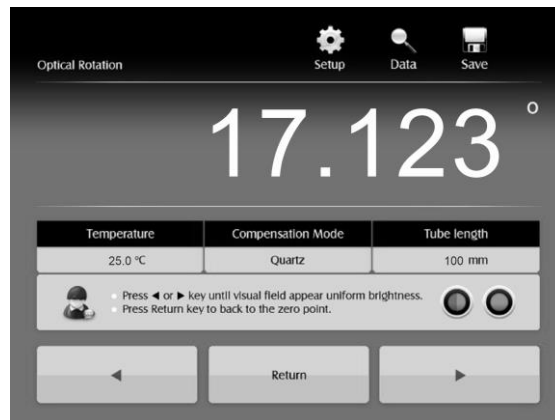 Setup
Data
Save
Optical Rotation
17.123 °
Temperature
Compensation Mode
Tube length
25.0 ℃
Quartz
100 mm
Press ◄ or ► key until visual field appear uniform brightness.
Press Return key to back to the zero point.
◄
Return
►